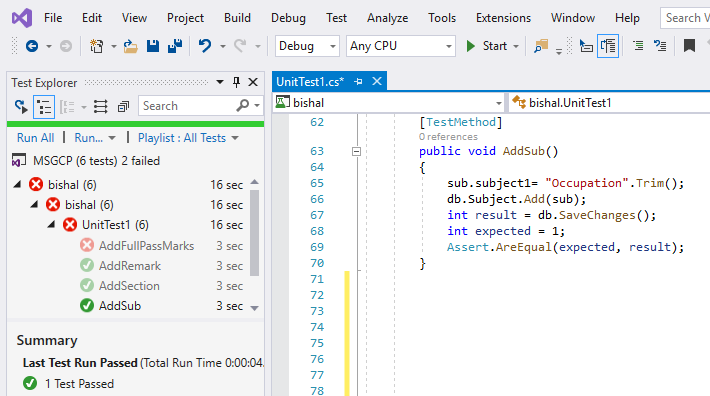 File Edit View Project Build Debug Test Analyze Tools Extensions Window Help Search V
Debug Any CPU Start
Test Explorer
Search
Run All | Run... | Playlist : All Tests
MSGCP (6 tests) 2 failed
bishal (6) 16 sec
bishal (6) 16 sec
UnitTest1 (6) 16 sec
AddFullPassMarks 3 sec
AddRemark 3 sec
AddSection 3 sec
AddSub 3 sec
Summary
Last Test Run Passed (Total Run Time 0:00:04.
1 Test Passed
UnitTest1.cs*
bishal bishal.UnitTest1
62 [TestMethod]
0 references
63 public void AddSub()
64 {
65 sub.subject1= "Occupation".Trim();
66 db.Subject.Add(sub);
67 int result = db.SaveChanges();
68 int expected = 1;
69 Assert.AreEqual(expected, result);
70 }
71
72
73
74
75
76
77
78